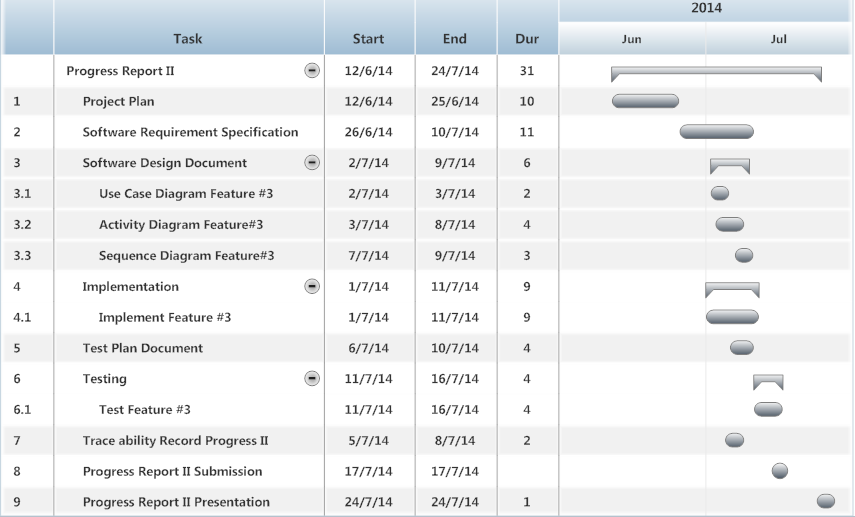 2014
Task Start End Dur Jun Jul
Progress Report II 12/6/14 24/7/14 31
1 Project Plan 12/6/14 25/6/14 10
2 Software Requirement Specification 26/6/14 10/7/14 11
3 Software Design Document 2/7/14 9/7/14 6
3.1 Use Case Diagram Feature #3 2/7/14 3/7/14 2
3.2 Activity Diagram Feature#3 3/7/14 8/7/14 4
3.3 Sequence Diagram Feature#3 7/7/14 9/7/14 3
4 Implementation 1/7/14 11/7/14 9
4.1 Implement Feature #3 1/7/14 11/7/14 9
5 Test Plan Document 6/7/14 10/7/14 4
6 Testing 11/7/14 16/7/14 4
6.1 Test Feature #3 11/7/14 16/7/14 4
7 Trace ability Record Progress II 5/7/14 8/7/14 2
8 Progress Report II Submission 17/7/14 17/7/14
9 Progress Report II Presentation 24/7/14 24/7/14 1